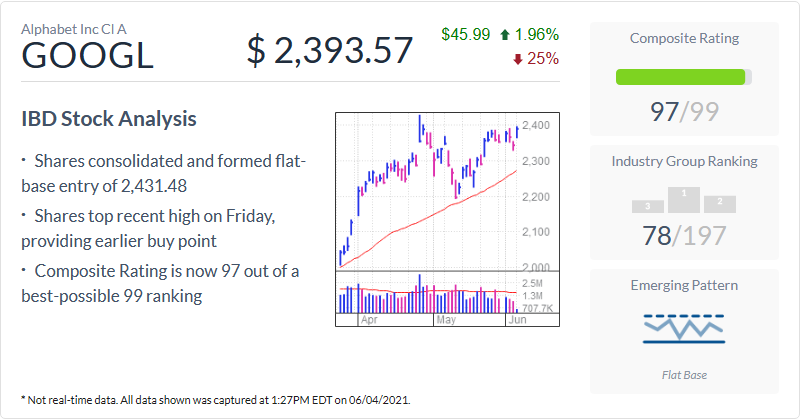 Alphabet Inc Cl A
GOOGL
$ 2,393.57
$45.99 1.96%
25%
IBD Stock Analysis
· Shares consolidated and formed flat-
base entry of 2,431.48
· Shares top recent high on Friday,
providing earlier buy point
· Composite Rating is now 97 out of a
best-possible 99 ranking
2,400
2,300
2,200
2,100
2,000
2.5M
1.3M
707.7K
Apr May Jun
Composite Rating
97/99
Industry Group Ranking
3 1 2
78/197
Emerging Pattern
Flat Base
* Not real-time data. All data shown was captured at 1:27PM EDT on 06/04/2021.